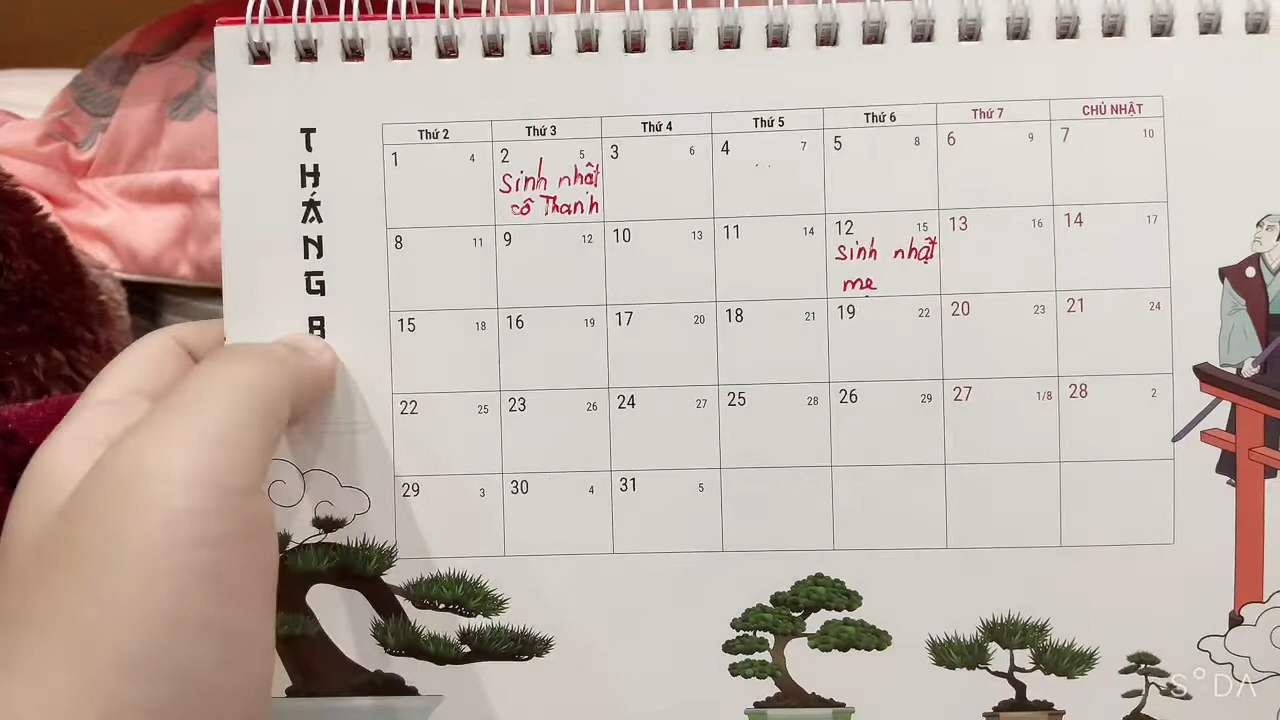 THÁNG 8
Thứ 2 Thứ 3 Thứ 4 Thứ 5 Thứ 6 Thứ 7 CHỦ NHẬT
1 4 2 5 3 6 4 7 5 8 6 9 7 10
Sinh nhật
cô Thanh
8 11 9 12 10 13 11 14 12 15 13 16 14 17
Sinh nhật
mẹ
15 18 16 19 17 20 18 21 19 22 20 23 21 24
22 25 23 26 24 27 25 28 26 29 27 1/8 28 2
29 3 30 4 31 5
SODA